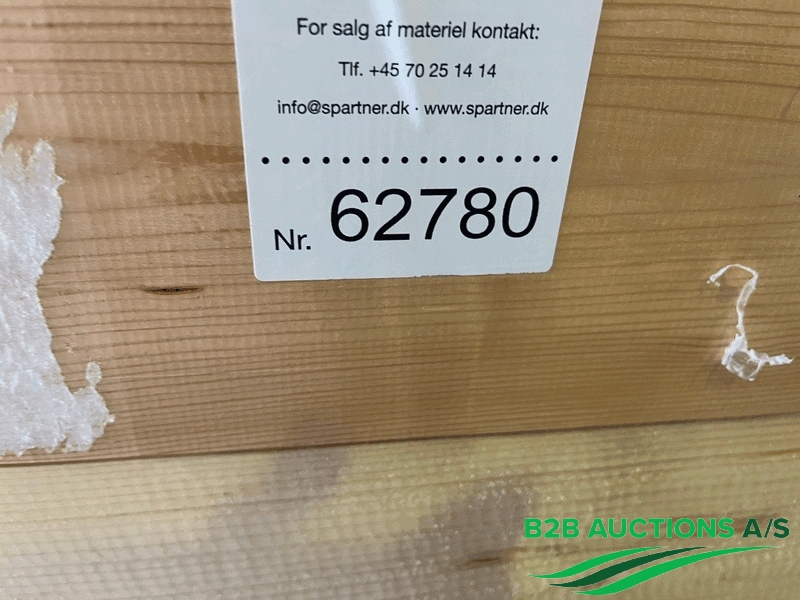 For salg af materiel kontakt:
Tlf. +45 70 25 14 14
info@spartner.dk · www.spartner.dk
Nr. 62780
B2B AUCTIONS A/S